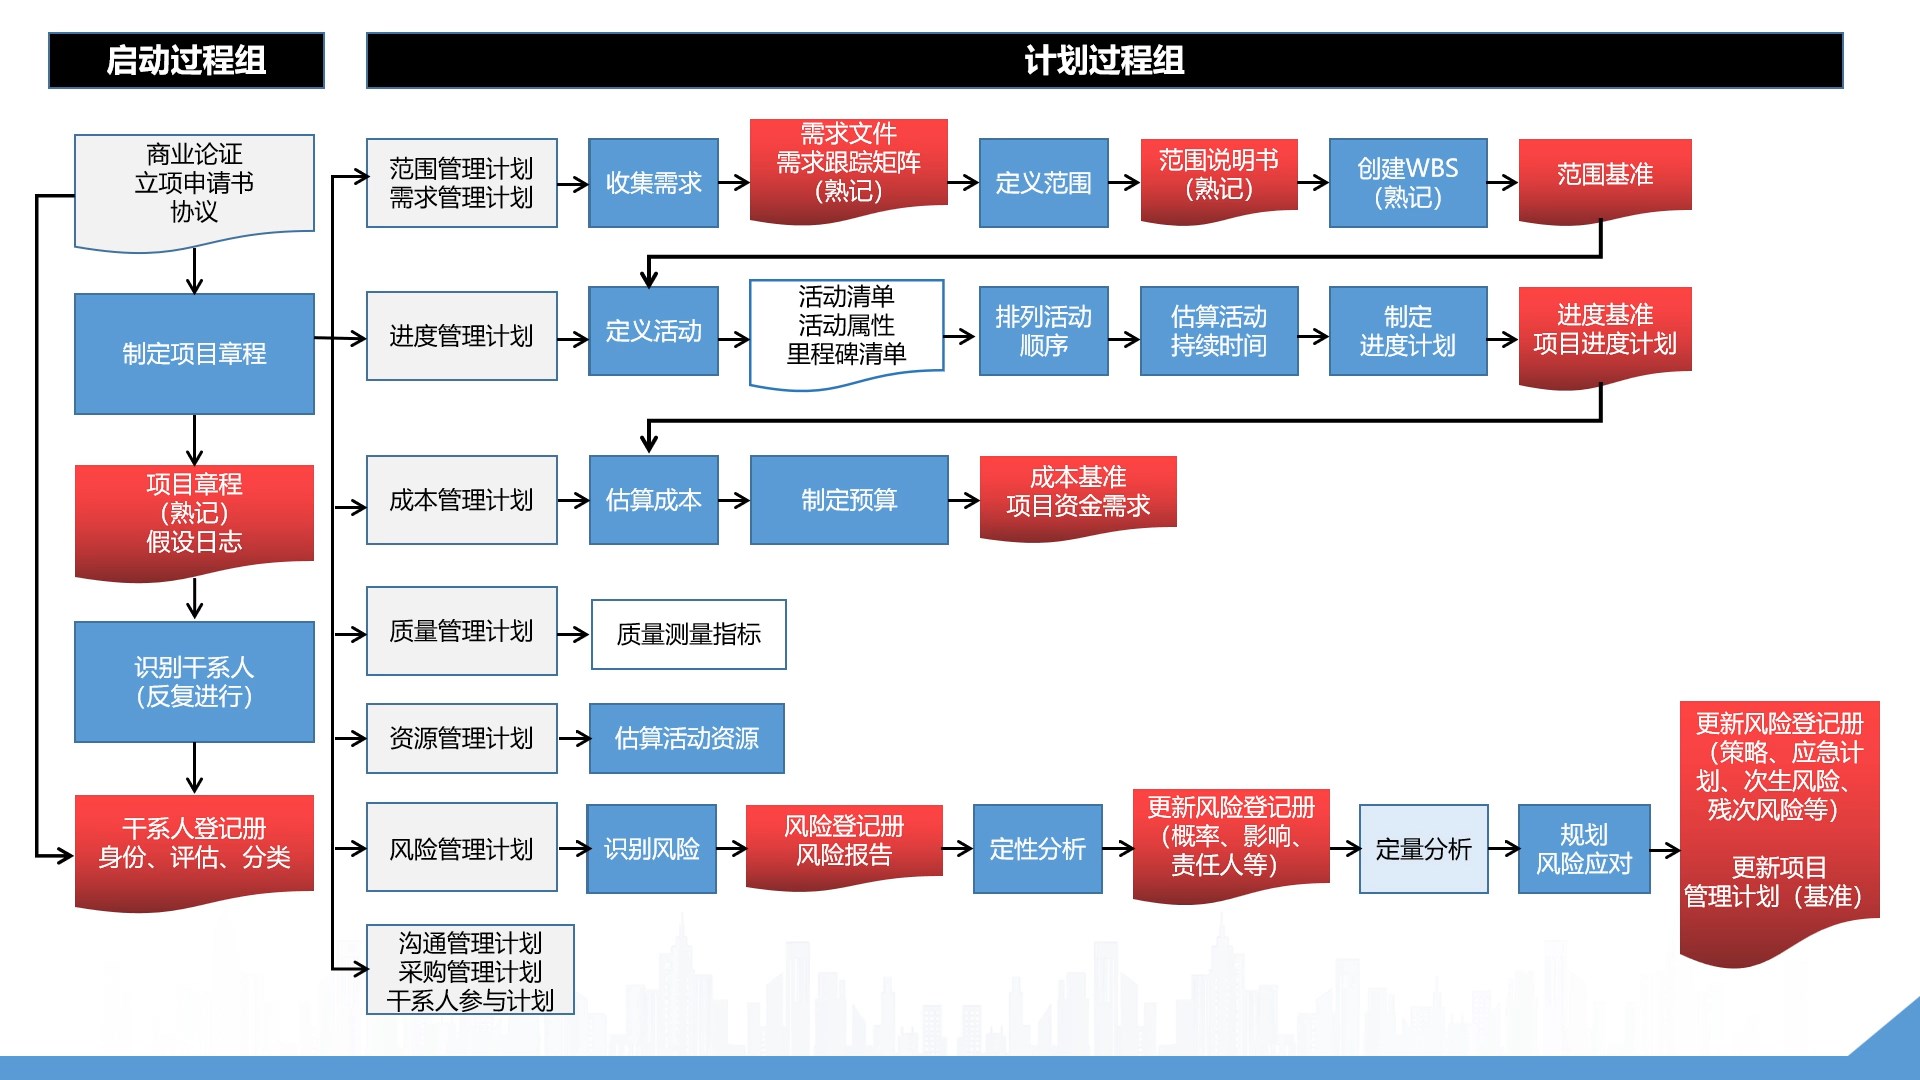 启动过程组
计划过程组
商业论证
立项申请书
协议
制定项目章程
项目章程
（熟记）
假设日志
识别干系人
（反复进行）
干系人登记册
身份、评估、分类
范围管理计划
需求管理计划
收集需求
需求文件
需求跟踪矩阵
（熟记）
定义范围
范围说明书
（熟记）
创建WBS
（熟记）
范围基准
进度管理计划
定义活动
活动清单
活动属性
里程碑清单
排列活动
顺序
估算活动
持续时间
制定
进度计划
进度基准
项目进度计划
成本管理计划
估算成本
制定预算
成本基准
项目资金需求
质量管理计划
质量测量指标
资源管理计划
估算活动资源
风险管理计划
识别风险
风险登记册
风险报告
定性分析
更新风险登记册
（概率、影响、
责任人等）
定量分析
规划
风险应对
更新风险登记册
（策略、应急计
划、次生风险、
残次风险等）
更新项目
管理计划（基准）
沟通管理计划
采购管理计划
干系人参与计划